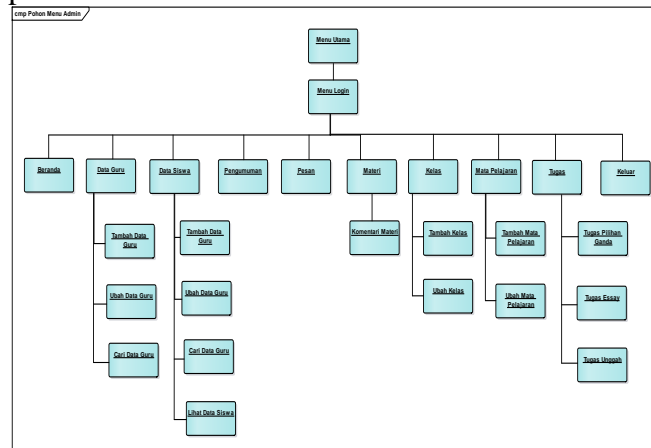 cmp Pohon Menu Admin
Menu Utama
Menu Login
Beranda
Data Guru
Data Siswa
Pengumuman
Pesan
Materi
Kelas
Mata Pelajaran
Tugas
Keluar
Tambah Data
Guru
Tambah Data
Guru
Komentari Materi
Tambah Kelas
Tambah Mata
Pelajaran
Tugas Pilihan
Ganda
Ubah Data Guru
Ubah Data Guru
Ubah Kelas
Ubah Mata
Pelajaran
Tugas Essay
Cari Data Guru
Cari Data Guru
Tugas Unggah
Lihat Data Siswa